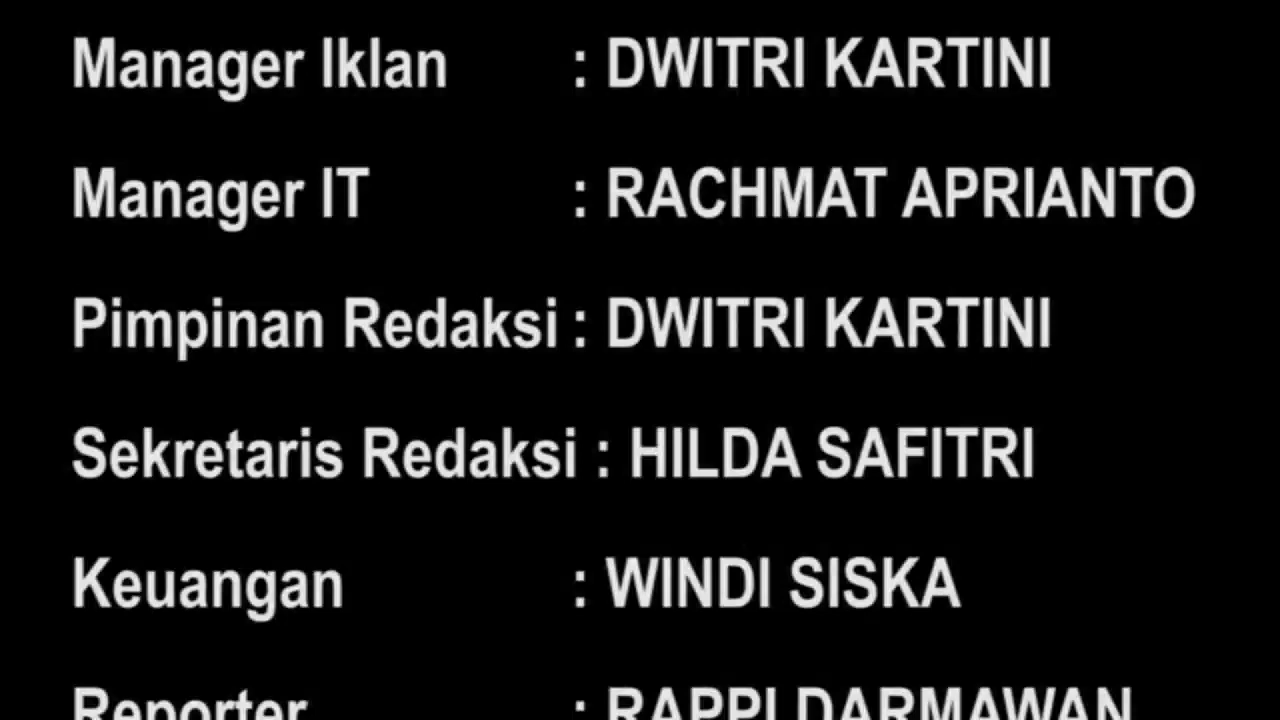 Manager Iklan : DWITRI KARTINI
Manager IT : RACHMAT APRIANTO
Pimpinan Redaksi : DWITRI KARTINI
Sekretaris Redaksi : HILDA SAFITRI
Keuangan : WINDI SISKA
Reporter : RAPPI DARMAWAN